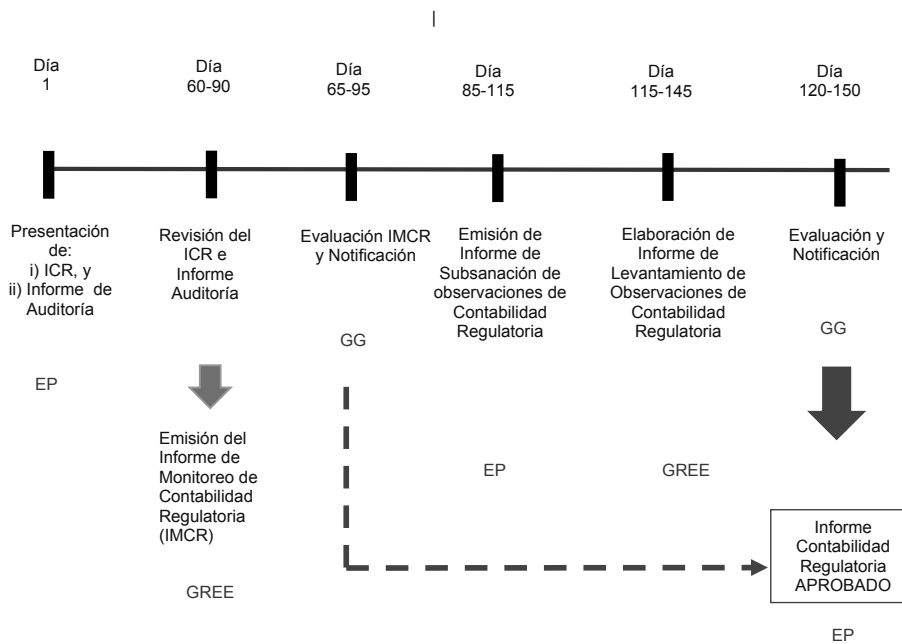 |
Día
1
Día
60-90
Día
65-95
Día
85-115
Día
115-145
Día
120-150
Presentación
de:
i) ICR, y
ii) Informe de
Auditoría
EP
Revisión del
ICR e
Informe
Auditoría
Emisión del
Informe de
Monitoreo de
Contabilidad
Regulatoria
(IMCR)
GREE
Evaluación IMCR
y Notificación
GG
Emisión de
Informe de
Subsanación de
observaciones de
Contabilidad
Regulatoria
EP
Elaboración de
Informe de
Levantamiento de
Observaciones de
Contabilidad
Regulatoria
GREE
Evaluación y
Notificación
GG
Informe
Contabilidad
Regulatoria
APROBADO
EP